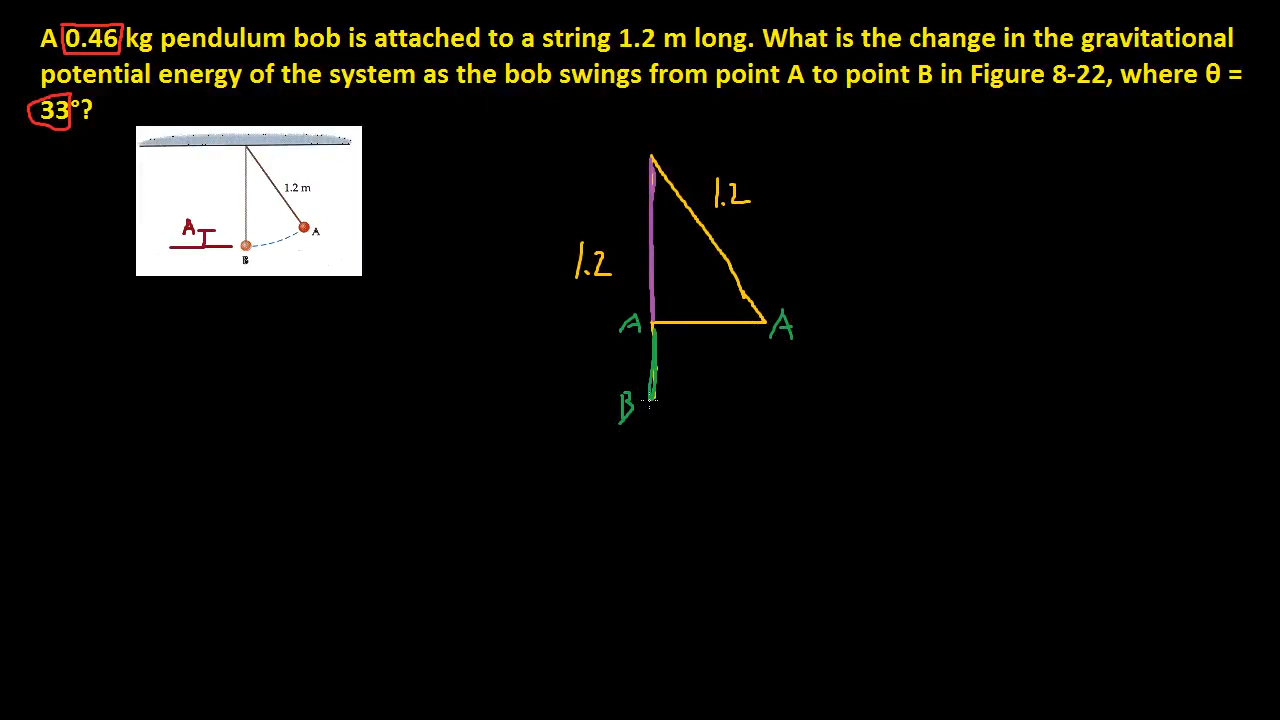 A 0.46 kg pendulum bob is attached to a string 1.2 m long. What is the change in the gravitational
potential energy of the system as the bob swings from point A to point B in Figure 8-22, where θ =
33°?
1.2 m
A
A
B
1.2
1.2
A
A
B